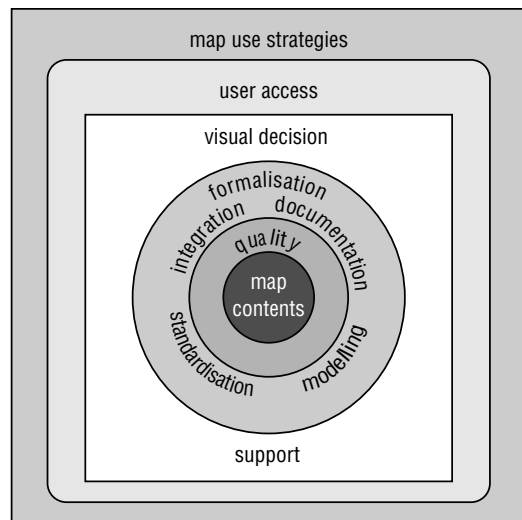 map use strategies
user access
visual decision
formalisation
integration
documentation
quality
map
contents
standardisation
modelling
support